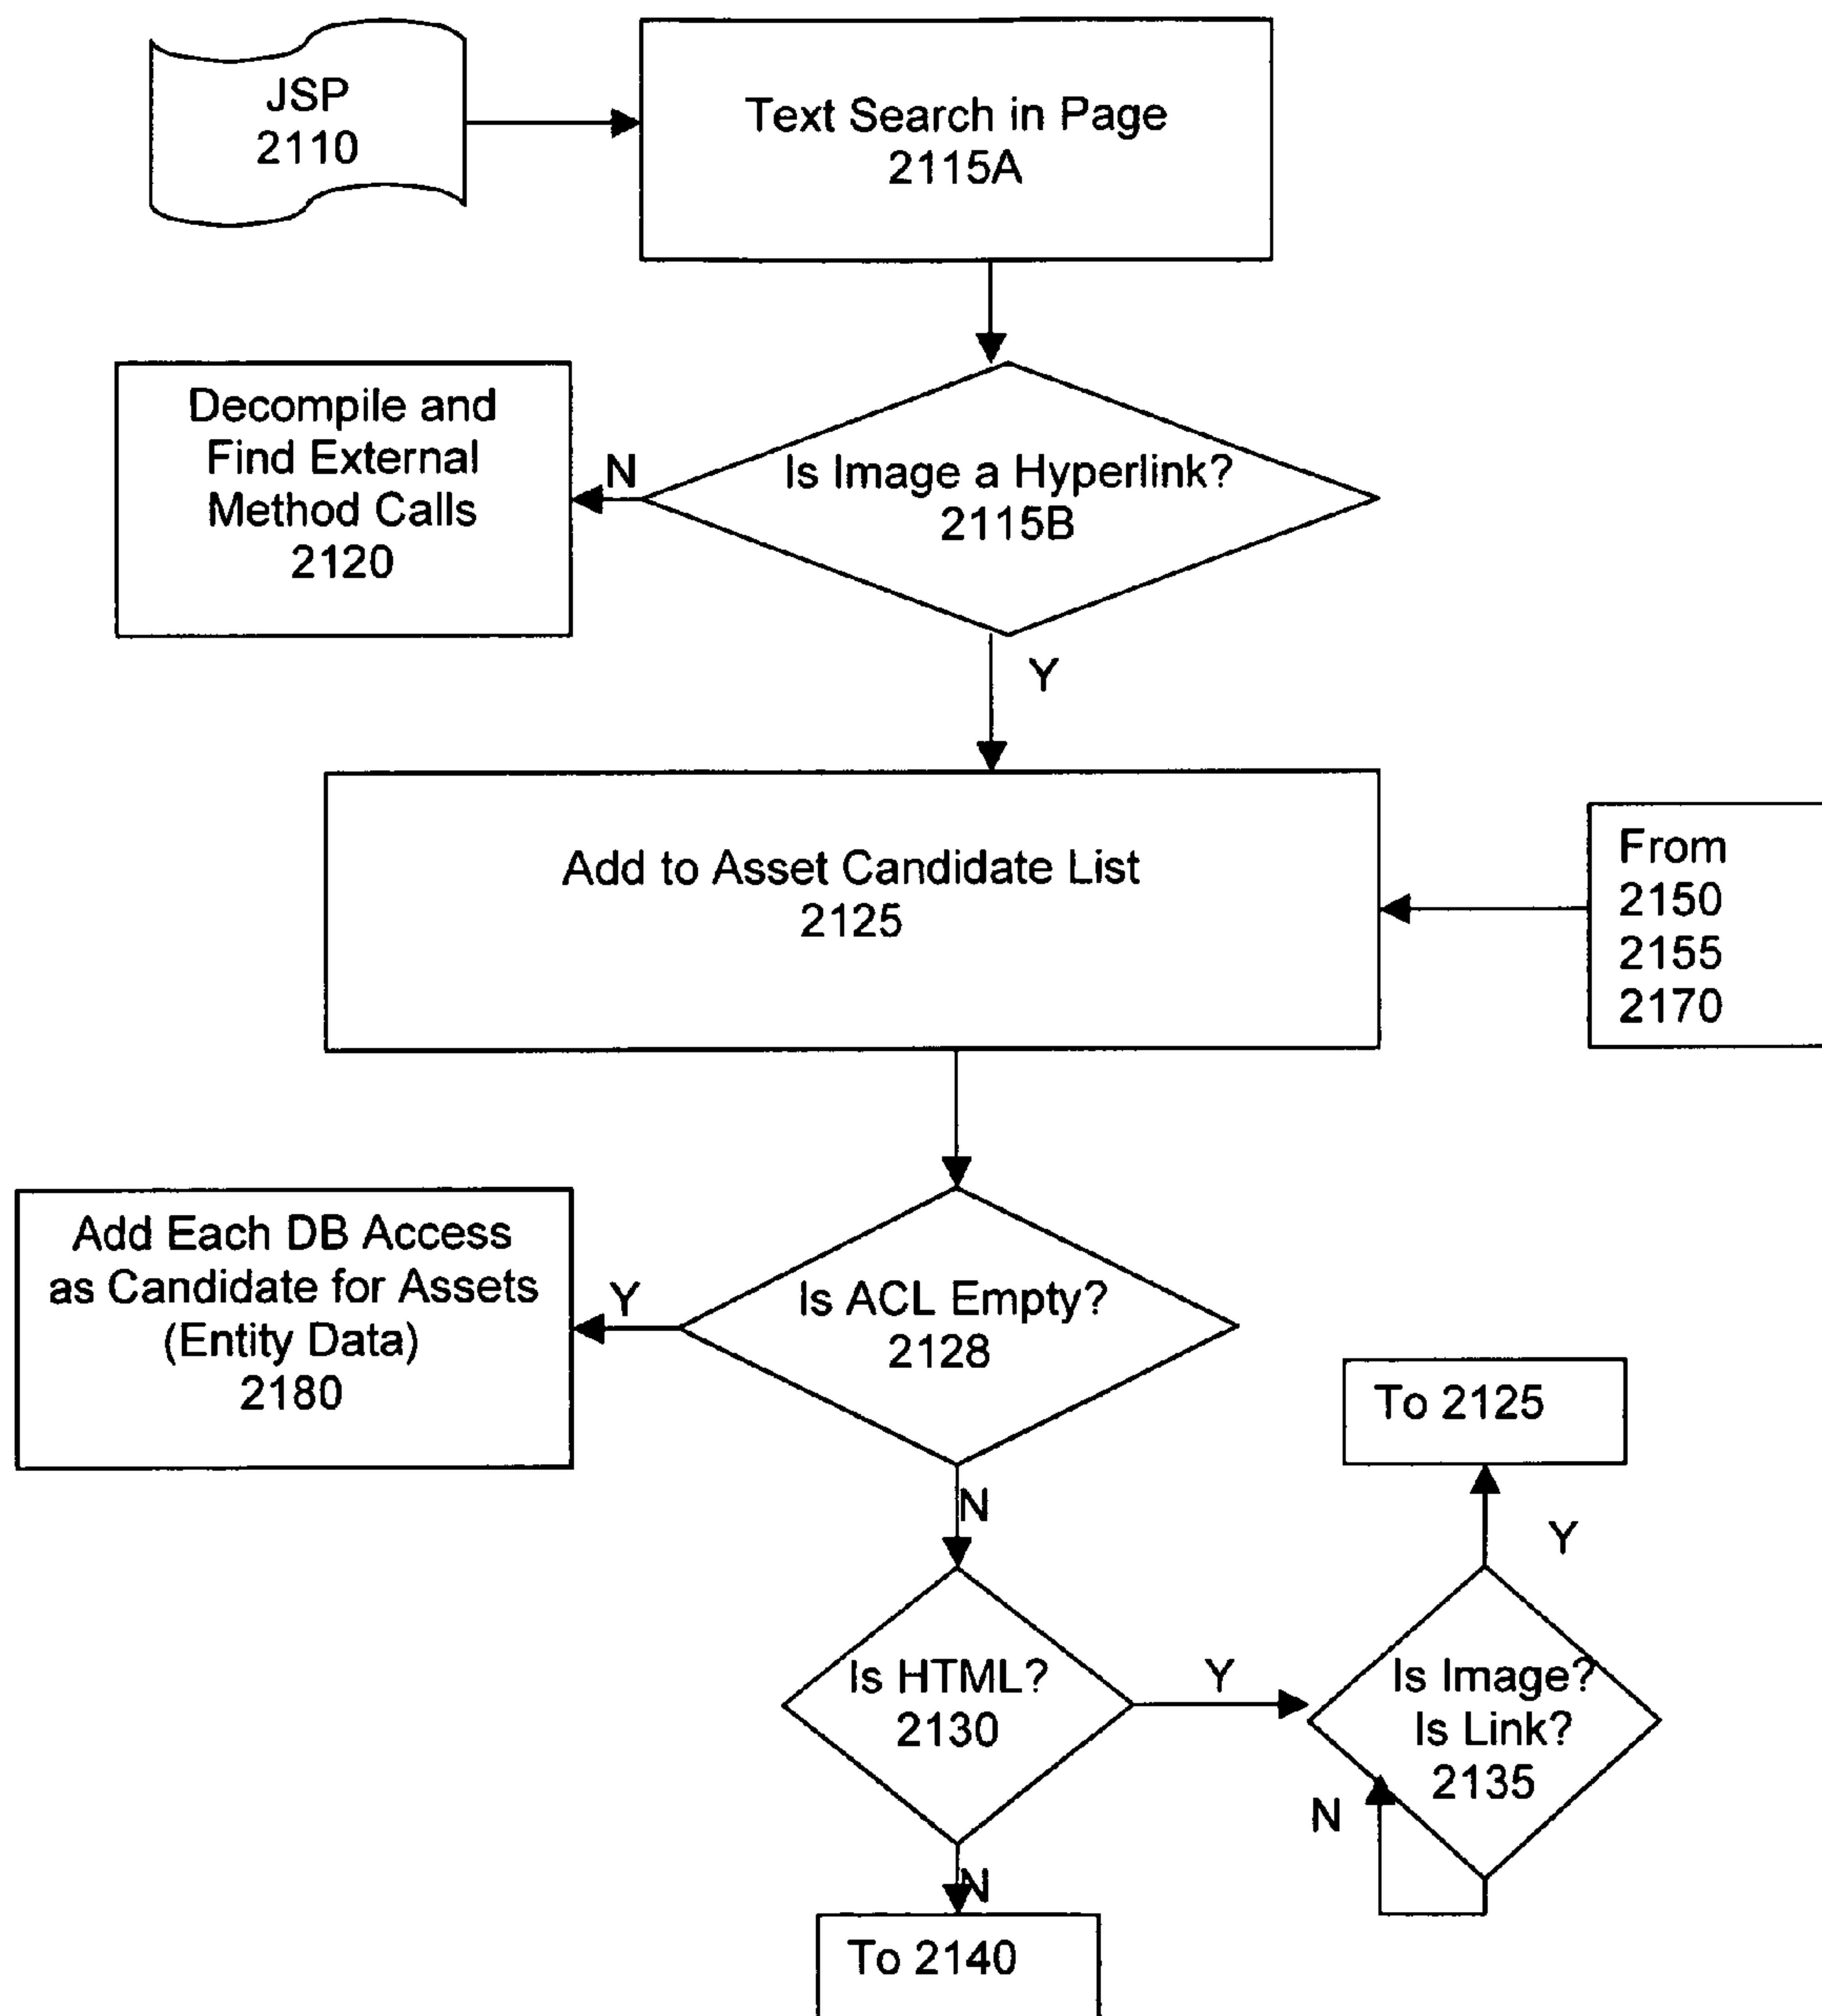 JSP
2110
Text Search in Page
2115A
Decompile and
Find External
Method Calls
2120
N
Is Image a Hyperlink?
2115B
Y
Add to Asset Candidate List
2125
From
2150
2155
2170
Add Each DB Access
as Candidate for Assets
(Entity Data)
2180
Y
Is ACL Empty?
2128
To 2125
N
Y
Is HTML?
2130
Y
Is Image?
Is Link?
2135
N
N
To 2140